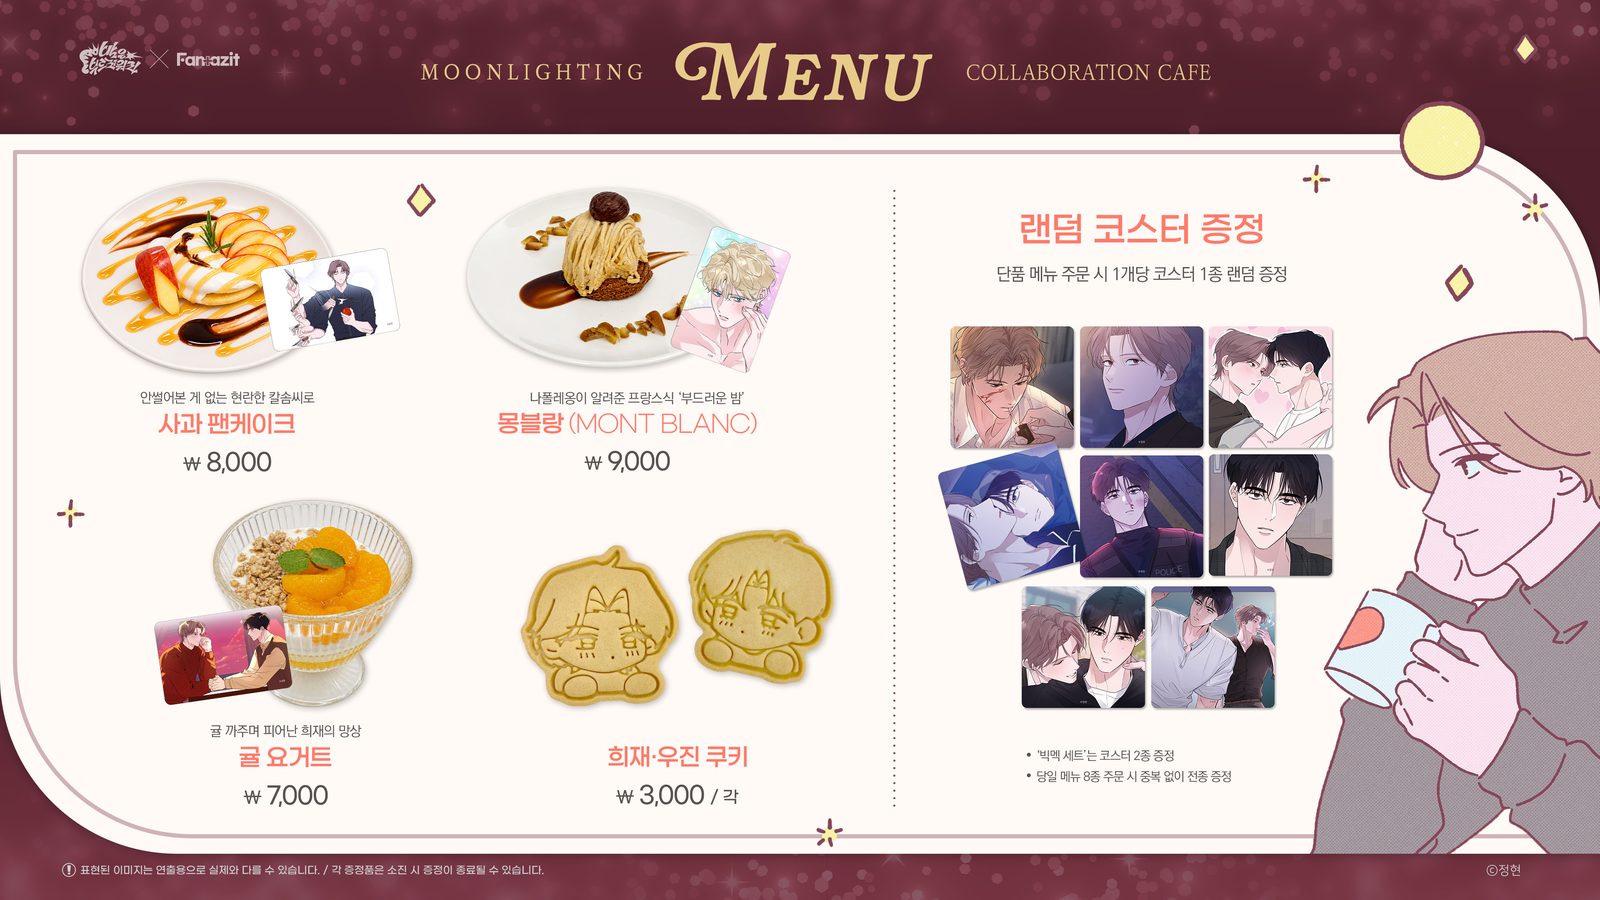 Fanazit
MOONLIGHTING MENU COLLABORATION CAFE
안썰어본 게 없는 현란한 칼솜씨로
사과 팬케이크
₩ 8,000
나폴레옹이 알려준 프랑스식 '부드러운 밤'
몽블랑 (MONT BLANC)
₩ 9,000
귤 까주며 피어난 희재의 망상
귤 요거트
₩ 7,000
희재·우진 쿠키
₩ 3,000 / 각
랜덤 코스터 증정
단품 메뉴 주문 시 1개당 코스터 1종 랜덤 증정
POLICE
• '빅멕 세트'는 코스터 2종 증정
• 당일 메뉴 8종 주문 시 중복 없이 전종 증정
표현된 이미지는 연출용으로 실제와 다를 수 있습니다. / 각 증정품은 소진 시 증정이 종료될 수 있습니다.
©정현